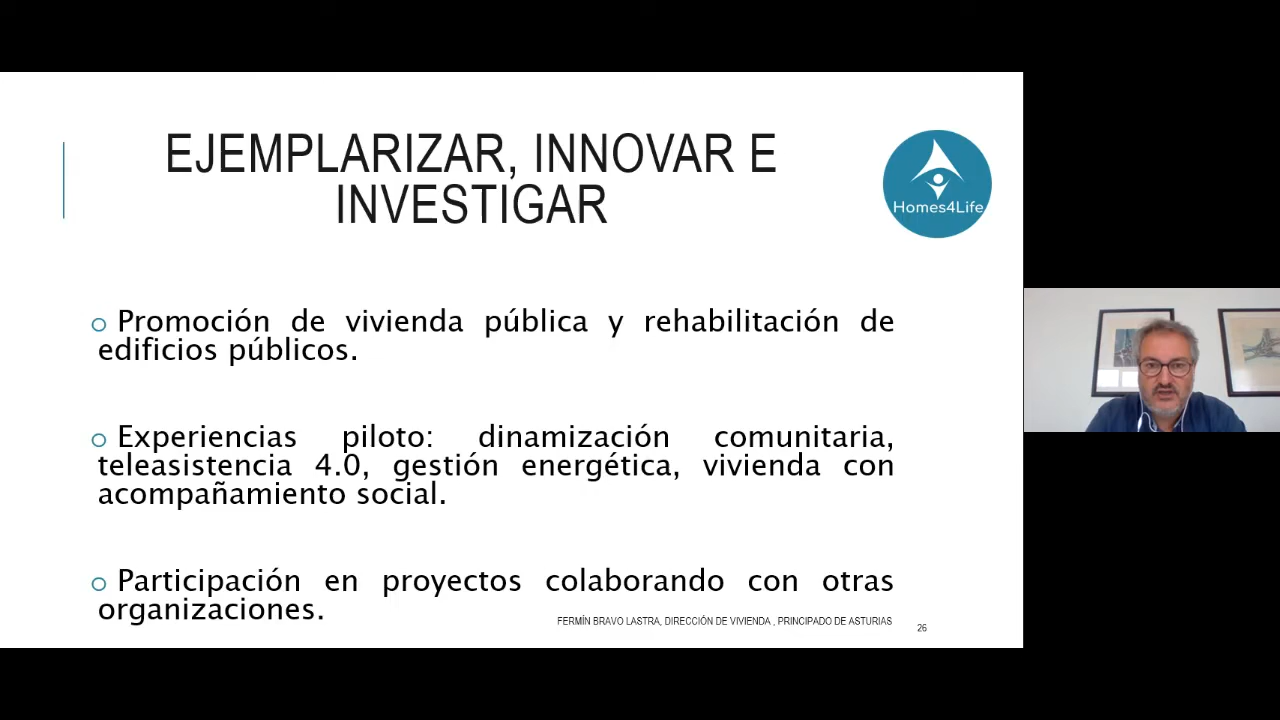 EJEMPLARIZAR, INNOVAR E
INVESTIGAR
Homes4Life
o Promoción de vivienda pública y rehabilitación de
edificios públicos.
o Experiencias piloto: dinamización comunitaria,
teleasistencia 4.0, gestión energética, vivienda con
acompañamiento social.
o Participación en proyectos colaborando con otras
organizaciones.
FERMÍN BRAVO LASTRA, DIRECCIÓN DE VIVIENDA , PRINCIPADO DE ASTURIAS
26